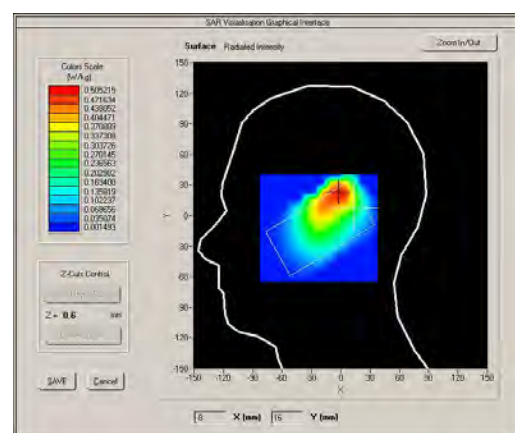 SAR Visualisation Graphical Interface
Surface Radiated Intensity
Zoom In/Out
Colors Scale
(W/kg)
0.505219
0.471634
0.438052
0.404471
0.370889
0.337308
0.303726
0.270145
0.236563
0.202982
0.169400
0.135819
0.102237
0.068656
0.035074
0.001493
150
120
90
60
30
0
-30
-60
-90
-120
-150
Y
-150 -120 -90 -60 -30 0 30 60 90 120 150
X
Z-Cuts Control
Z = 0.6 mm
SAVE Cancel
X (mm) Y (mm)